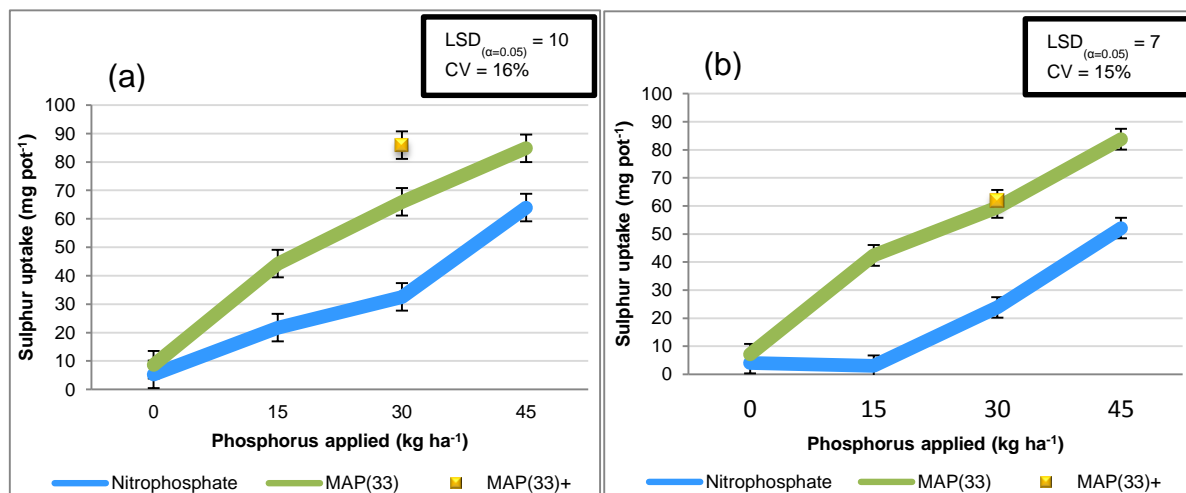 (a)
LSD(α=0.05) = 10
CV = 16%
Sulphur uptake (mg pot-1)
100
90
80
70
60
50
40
30
20
10
0
0 15 30 45
Phosphorus applied (kg ha-1)
Nitrophosphate MAP(33) MAP(33)+
(b)
LSD(α=0.05) = 7
CV = 15%
Sulphur uptake (mg pot-1)
100
90
80
70
60
50
40
30
20
10
0
0 15 30 45
Phosphorus applied (kg ha-1)
Nitrophosphate MAP(33) MAP(33)+